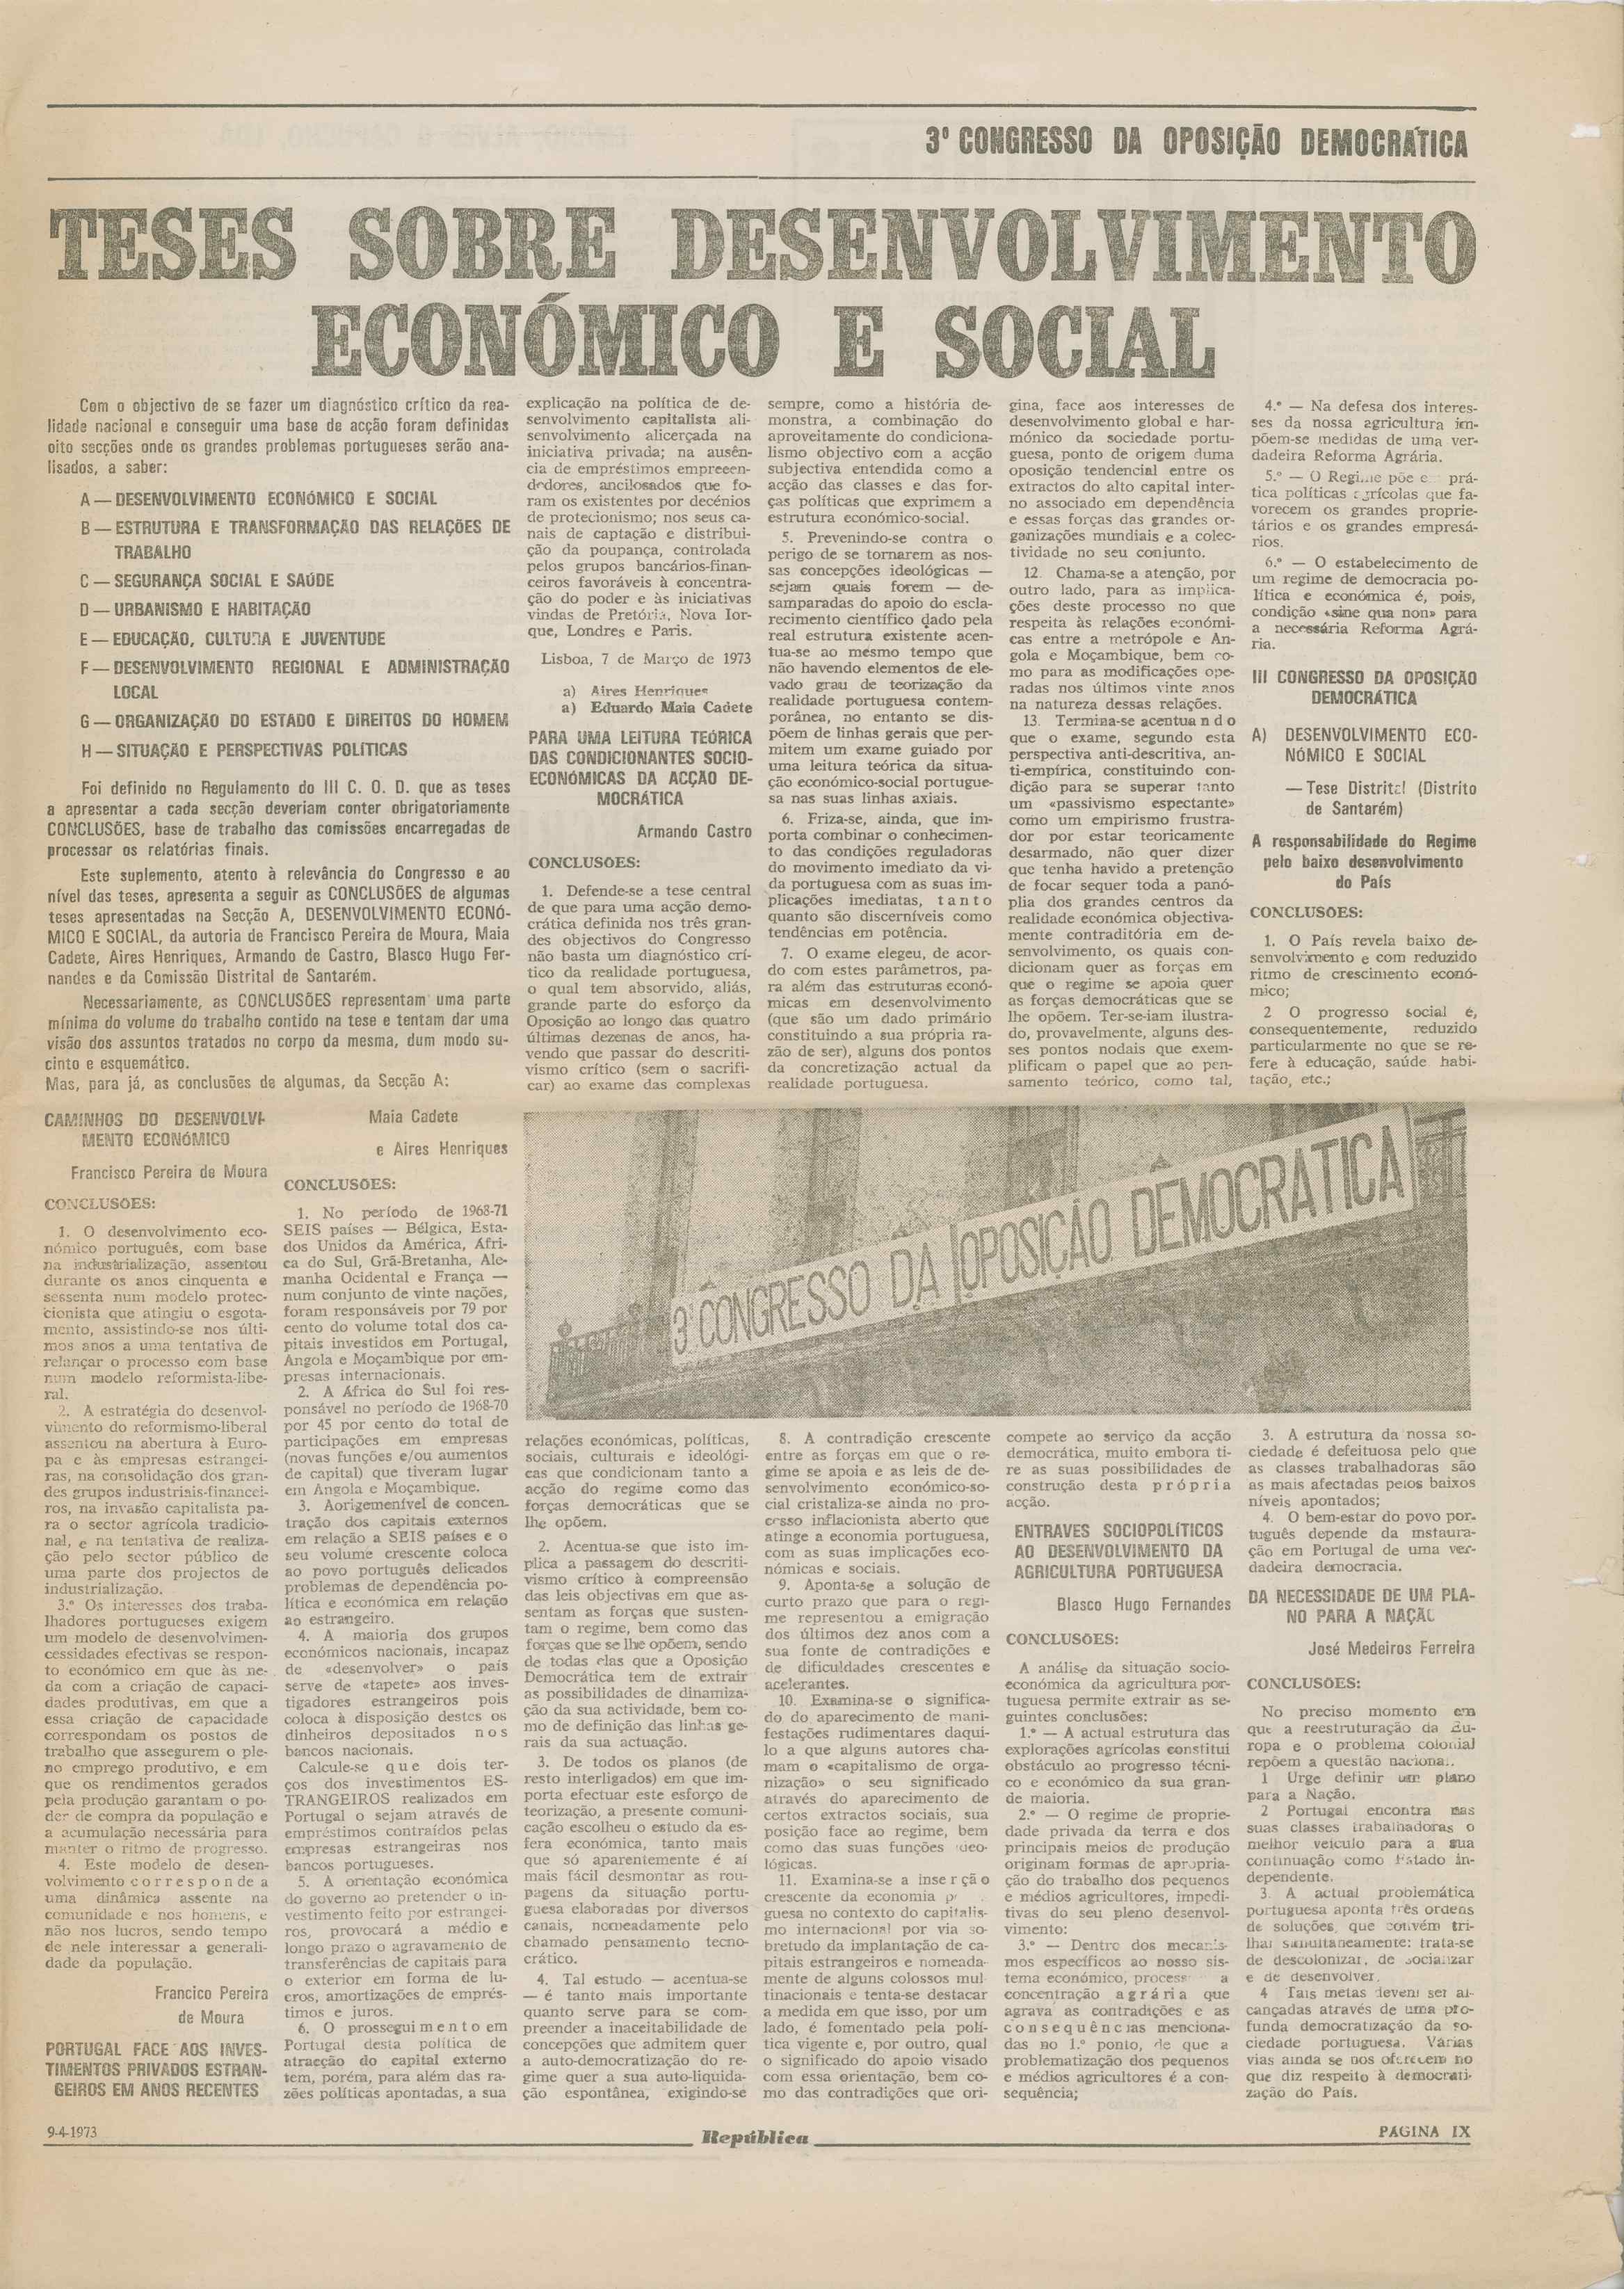 3º CONGRESSO DA OPOSIÇÃO DEMOCRÁTICA
TESES SOBRE DESENVOLVIMENTO
ECONÓMICO E SOCIAL
Com o objectivo de se fazer um diagnóstico crítico da rea-
lidade nacional e conseguir uma base de acção foram definidas
oito secções onde os grandes problemas portugueses serão ana-
lisados, a saber:
A — DESENVOLVIMENTO ECONÓMICO E SOCIAL
B — ESTRUTURA E TRANSFORMAÇÃO DAS RELAÇÕES DE
TRABALHO
C — SEGURANÇA SOCIAL E SAÚDE
D — URBANISMO E HABITAÇÃO
E — EDUCAÇÃO, CULTURA E JUVENTUDE
F — DESENVOLVIMENTO REGIONAL E ADMINISTRAÇÃO
LOCAL
G — ORGANIZAÇÃO DO ESTADO E DIREITOS DO HOMEM
H — SITUAÇÃO E PERSPECTIVAS POLÍTICAS
Foi definido no Regulamento do III C. O. D. que as teses
a apresentar a cada secção deveriam conter obrigatoriamente
CONCLUSÕES, base de trabalho das comissões encarregadas de
processar os relatórias finais.
Este suplemento, atento à relevância do Congresso e ao
nível das teses, apresenta a seguir as CONCLUSÕES de algumas
teses apresentadas na Secção A, DESENVOLVIMENTO ECONÓ-
MICO E SOCIAL, da autoria de Francisco Pereira de Moura, Maia
Cadete, Aires Henriques, Armando de Castro, Blasco Hugo Fer-
nandes e da Comissão Distrital de Santarém.
Necessariamente, as CONCLUSÕES representam uma parte
mínima do volume do trabalho contido na tese e tentam dar uma
visão dos assuntos tratados no corpo da mesma, dum modo su-
cinto e esquemático.
Mas, para já, as conclusões de algumas, da Secção A:
CAMINHOS DO DESENVOLVI-
MENTO ECONÓMICO
Francisco Pereira de Moura
CONCLUSÕES:
1. O desenvolvimento eco-
nómico português, com base
na industrialização, assentou
durante os anos cinquenta e
sessenta num modelo protec-
cionista que atingiu o esgota-
mento, assistindo-se nos últi-
mos anos a uma tentativa de
relançar o processo com base
num modelo reformista-libe-
ral.
2. A estratégia do desenvol-
vimento do reformismo-liberal
assentou na abertura à Euro-
pa e às empresas estrangei-
ras, na consolidação dos gran-
des grupos industriais-financei-
ros, na invasão capitalista pa-
ra o sector agrícola tradicio-
nal, e na tentativa de realiza-
ção pelo sector público de
uma parte dos projectos de
industrialização.
3.º Os interesses dos traba-
lhadores portugueses exigem
um modelo de desenvolvimen-
cessidades efectivas se respon-
to económico em que às ne-
da com a criação de capaci-
dades produtivas, em que a
essa criação de capacidade
correspondam os postos de
trabalho que assegurem o ple-
no emprego produtivo, e em
que os rendimentos gerados
pela produção garantam o po-
der de compra da população e
a acumulação necessária para
manter o ritmo de progresso.
4. Este modelo de desen-
volvimento corresponde a
uma dinâmica assente na
comunidade e nos homens, e
não nos lucros, sendo tempo
de nele interessar a generali-
dade da população.
Francico Pereira
de Moura
PORTUGAL FACE AOS INVES-
TIMENTOS PRIVADOS ESTRAN-
GEIROS EM ANOS RECENTES
Maia Cadete
e Aires Henriques
CONCLUSÕES:
1. No período de 1968-71
SEIS países — Bélgica, Esta-
dos Unidos da América, Áfri-
ca do Sul, Grã-Bretanha, Ale-
manha Ocidental e França —
num conjunto de vinte nações,
foram responsáveis por 79 por
cento do volume total dos ca-
pitais investidos em Portugal,
Angola e Moçambique por em-
presas internacionais.
2. A África do Sul foi res-
ponsável no período de 1968-70
por 45 por cento do total de
participações em empresas
(novas funções e/ou aumentos
de capital) que tiveram lugar
em Angola e Moçambique.
3. Aorigemenível de concen-
tração dos capitais externos
em relação a SEIS países e o
seu volume crescente coloca
ao povo português delicados
problemas de dependência po-
lítica e económica em relação
ao estrangeiro.
4. A maioria dos grupos
económicos nacionais, incapaz
de «desenvolver» o país
serve de «tapete» aos inves-
tigadores estrangeiros pois
coloca à disposição destes os
dinheiros depositados nos
bancos nacionais.
Calcule-se que dois ter-
ços dos investimentos ES-
TRANGEIROS realizados em
Portugal o sejam através de
empréstimos contraídos pelas
empresas estrangeiras nos
bancos portugueses.
5. A orientação económica
do governo ao pretender o in-
vestimento feito por estrangei-
ros, provocará a médio e
longo prazo o agravamento de
transferências de capitais para
o exterior em forma de lu-
cros, amortizações de emprés-
timos e juros.
6. O prosseguimento em
Portugal desta política de
atracção do capital externo
tem, porém, para além das ra-
zões políticas apontadas, a sua
explicação na política de de-
senvolvimento capitalista ali-
senvolvimento alicerçada na
iniciativa privada; na ausên-
cia de empréstimos empreeen-
dedores, ancilosados que fo-
ram os existentes por decénios
de protecionismo; nos seus ca-
nais de captação e distribui-
ção da poupança, controlada
pelos grupos bancários-finan-
ceiros favoráveis à concentra-
ção do poder e às iniciativas
vindas de Pretória, Nova Ior-
que, Londres e Paris.
Lisboa, 7 de Março de 1973
a) Aires Henriques
a) Eduardo Maia Cadete
PARA UMA LEITURA TEÓRICA
DAS CONDICIONANTES SOCIO-
ECONÓMICAS DA ACÇÃO DE-
MOCRÁTICA
Armando Castro
CONCLUSÕES:
1. Defende-se a tese central
de que para uma acção demo-
crática definida nos três gran-
des objectivos do Congresso
não basta um diagnóstico crí-
tico da realidade portuguesa,
o qual tem absorvido, aliás,
grande parte do esforço da
Oposição ao longo das quatro
últimas dezenas de anos, ha-
vendo que passar do descriti-
vismo crítico (sem o sacrifi-
car) ao exame das complexas
3º CONGRESSO DA OPOSIÇÃO DEMOCRATICA
relações económicas, políticas,
sociais, culturais e ideológi-
cas que condicionam tanto a
acção do regime como das
forças democráticas que se
lhe opõem.
2. Acentua-se que isto im-
plica a passagem do descriti-
vismo crítico à compreensão
das leis objectivas em que as-
sentam as forças que susten-
tam o regime, bem como das
forças que se lhe opõem, sendo
de todas elas que a Oposição
Democrática tem de extrair
as possibilidades de dinamiza-
ção da sua actividade, bem co-
mo de definição das linhas ge-
rais da sua actuação.
3. De todos os planos (de
resto interligados) em que im-
porta efectuar este esforço de
teorização, a presente comuni-
cação escolheu o estudo da es-
fera económica, tanto mais
que só aparentemente é aí
mais fácil desmontar as rou-
pagens da situação portu-
guesa elaboradas por diversos
canais, nomeadamente pelo
chamado pensamento tecno-
crático.
4. Tal estudo — acentua-se
— é tanto mais importante
quanto serve para se com-
preender a inaceitabilidade de
concepções que admitem quer
a auto-democratização do re-
gime quer a sua auto-liquida-
ção espontânea, exigindo-se
sempre, como a história de-
monstra, a combinação do
aproveitamento do condiciona-
lismo objectivo com a acção
subjectiva entendida como a
acção das classes e das for-
ças políticas que exprimem a
estrutura económico-social.
5. Prevenindo-se contra o
perigo de se tornarem as nos-
sas concepções ideológicas —
sejam quais forem — de-
samparadas do apoio do escla-
recimento científico dado pela
real estrutura existente acen-
tua-se ao mesmo tempo que
não havendo elementos de ele-
vado grau de teorização da
realidade portuguesa contem-
porânea, no entanto se dis-
põem de linhas gerais que per-
mitem um exame guiado por
uma leitura teórica da situa-
ção económico-social portugue-
sa nas suas linhas axiais.
6. Friza-se, ainda, que im-
porta combinar o conhecimen-
to das condições reguladoras
do movimento imediato da vi-
da portuguesa com as suas im-
plicações imediatas, tanto
quanto são discerníveis como
tendências em potência.
7. O exame elegeu, de acor-
do com estes parâmetros, pa-
ra além das estruturas econó-
micas em desenvolvimento
(que são um dado primário
constituindo a sua própria ra-
zão de ser), alguns dos pontos
da concretização actual da
realidade portuguesa.
8. A contradição crescente
entre as forças em que o re-
gime se apoia e as leis de de-
senvolvimento económico-so-
cial cristaliza-se ainda no pro-
cesso inflacionista aberto que
atinge a economia portuguesa,
com as suas implicações eco-
nómicas e sociais.
9. Aponta-se a solução de
curto prazo que para o regi-
me representou a emigração
dos últimos dez anos com a
sua fonte de contradições e
de dificuldades crescentes e
acelerantes.
10. Examina-se o significa-
do do aparecimento de mani-
festações rudimentares daqui-
lo a que alguns autores cha-
mam o «capitalismo de orga-
nização» o seu significado
através do aparecimento de
certos extractos sociais, sua
posição face ao regime, bem
como das suas funções ideo-
lógicas.
11. Examina-se a inserção
crescente da economia
guesa no contexto do capitalis-
mo internacional por via so-
bretudo da implantação de ca-
pitais estrangeiros e nomeada-
mente de alguns colossos mul
tinacionais e tenta-se destacar
a medida em que isso, por um
lado, é fomentado pela polí-
tica vigente e, por outro, qual
o significado do apoio visado
com essa orientação, bem co-
mo das contradições que ori-
gina, face aos interesses de
desenvolvimento global e har-
mónico da sociedade portu-
guesa, ponto de origem duma
oposição tendencial entre os
extractos do alto capital inter-
no associado em dependência
e essas forças das grandes or-
ganizações mundiais e a colec-
tividade no seu conjunto.
12. Chama-se a atenção, por
outro lado, para as implica-
ções deste processo no que
respeita às relações económi-
cas entre a metrópole e An-
gola e Moçambique, bem co-
mo para as modificações ope-
radas nos últimos vinte anos
na natureza dessas relações.
13. Termina-se acentuando
que o exame, segundo esta
perspectiva anti-descritiva, an-
ti-empírica, constituindo con-
dição para se superar tanto
um «passivismo espectante»
como um empirismo frustra-
dor por estar teoricamente
desarmado, não quer dizer
que tenha havido a pretenção
de focar sequer toda a panó-
plia dos grandes centros da
realidade económica objectiva-
mente contraditória em de-
senvolvimento, os quais con-
dicionam quer as forças em
que o regime se apoia quer
as forças democráticas que se
lhe opõem. Ter-se-iam ilustra-
do, provavelmente, alguns des-
ses pontos nodais que exem-
plificam o papel que ao pen-
samento teórico, como tal,
compete ao serviço da acção
democrática, muito embora ti-
re as suas possibilidades de
construção desta própria
acção.
ENTRAVES SOCIOPOLÍTICOS
AO DESENVOLVIMENTO DA
AGRICULTURA PORTUGUESA
Blasco Hugo Fernandes
CONCLUSÕES:
A análise da situação socio-
económica da agricultura por-
tuguesa permite extrair as se-
guintes conclusões:
1.º — A actual estrutura das
explorações agrícolas constitui
obstáculo ao progresso técni-
co e económico da sua gran-
de maioria.
2.º — O regime de proprie-
dade privada da terra e dos
principais meios de produção
originam formas de apropria-
ção do trabalho dos pequenos
e médios agricultores, impedi-
tivas do seu pleno desenvol-
vimento:
3.º — Dentro dos mecanis-
mos específicos ao nosso sis-
tema económico, a
concentração agrária que
agrava as contradições e as
consequências menciona-
das no 1.º ponto, de que a
problematização dos pequenos
e médios agricultores é a con-
sequência;
4.º — Na defesa dos interes-
ses da nossa agricultura im-
põem-se medidas de uma ver-
dadeira Reforma Agrária.
5.º — O Regime põe prá-
tica políticas agrícolas que fa-
vorecem os grandes proprie-
tários e os grandes empresá-
rios.
6.º — O estabelecimento de
um regime de democracia po-
lítica e económica é, pois,
condição «sine qua non» para
a necessária Reforma Agrá-
ria.
III CONGRESSO DA OPOSIÇÃO
DEMOCRÁTICA
A) DESENVOLVIMENTO ECO-
NÓMICO E SOCIAL
— Tese Distrital (Distrito
de Santarém)
A responsabilidade do Regime
pelo baixo desenvolvimento
do País
CONCLUSÕES:
1. O País revela baixo de-
senvolvimento e com reduzido
ritmo de crescimento econó-
mico;
2 O progresso social é,
consequentemente, reduzido
particularmente no que se re-
fere à educação, saúde habi-
tação, etc.;
3. A estrutura da nossa so-
ciedade é defeituosa pelo que
as classes trabalhadoras são
as mais afectadas pelos baixos
níveis apontados;
4. O bem-estar do povo por-
tuguês depende da instaura-
ção em Portugal de uma ver-
dadeira democracia.
DA NECESSIDADE DE UM PLA-
NO PARA A NAÇÃO
José Medeiros Ferreira
CONCLUSÕES:
No preciso momento em
que a reestruturação da Eu-
ropa e o problema colonial
repõem a questão nacional.
1 Urge definir um plano
para a Nação.
2 Portugal encontra nas
suas classes trabalhadoras o
melhor veículo para a sua
continuação como Estado in-
dependente.
3. A actual problemática
portuguesa aponta três ordens
de soluções, que convém tri-
lhar simultaneamente: trata-se
de descolonizar, de socializar
e de desenvolver.
4 Tais metas devem ser al-
cançadas através de uma pro-
funda democratização da so-
ciedade portuguesa. Várias
vias ainda se nos oferecem no
que diz respeito à democrati-
zação do País.
9-4-1973
República
PÁGINA IX